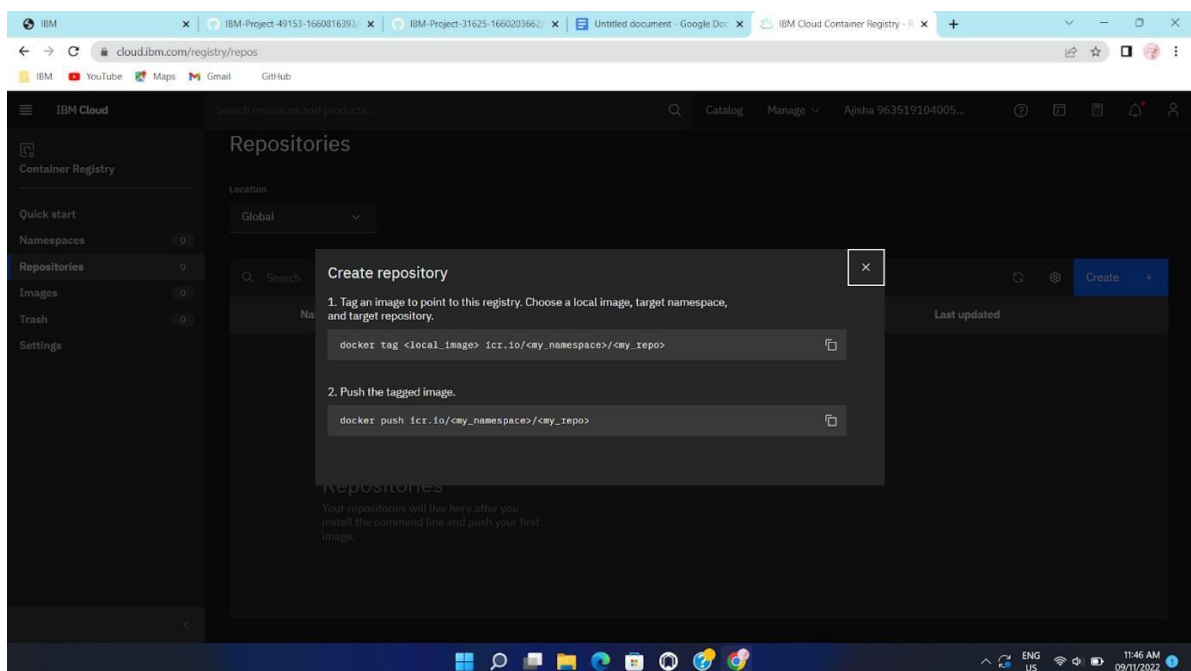 IBM
IBM-Project-49153-1660816393/
IBM-Project-31625-1660203662/
Untitled document - Google Doc
IBM Cloud Container Registry - R
cloud.ibm.com/registry/repos
IBM YouTube Maps Gmail GitHub
IBM Cloud
Search resources and products...
Catalog Manage Ajisha 963519104005...
Container Registry
Repositories
Location
Global
Quick start
Namespaces 0
Repositories 0
Images 0
Trash 0
Settings
Search
Create +
Na
Last updated
Create repository
1. Tag an image to point to this registry. Choose a local image, target namespace,
and target repository.
docker tag <local_image> icr.io/<my_namespace>/<my_repo>
2. Push the tagged image.
docker push icr.io/<my_namespace>/<my_repo>
Repositories
Your repositories will live here after you
install the command line and push your first
image.
ENG
US
11:46 AM
09/11/2022
1